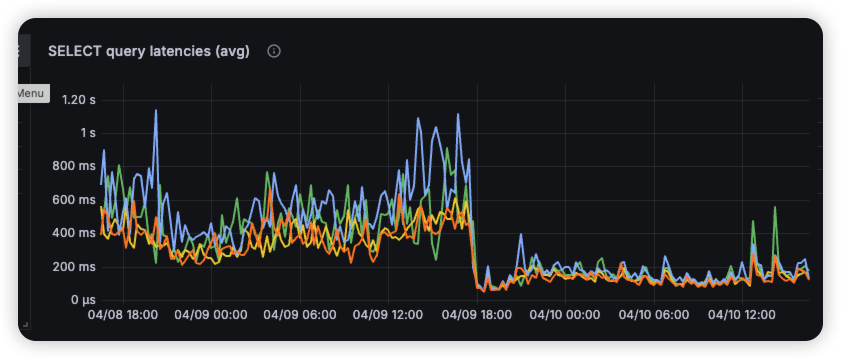 SELECT query latencies (avg)
Menu
1.20 s
1 s
800 ms
600 ms
400 ms
200 ms
0 µs
04/08 18:00 04/09 00:00 04/09 06:00 04/09 12:00 04/09 18:00 04/10 00:00 04/10 06:00 04/10 12:00